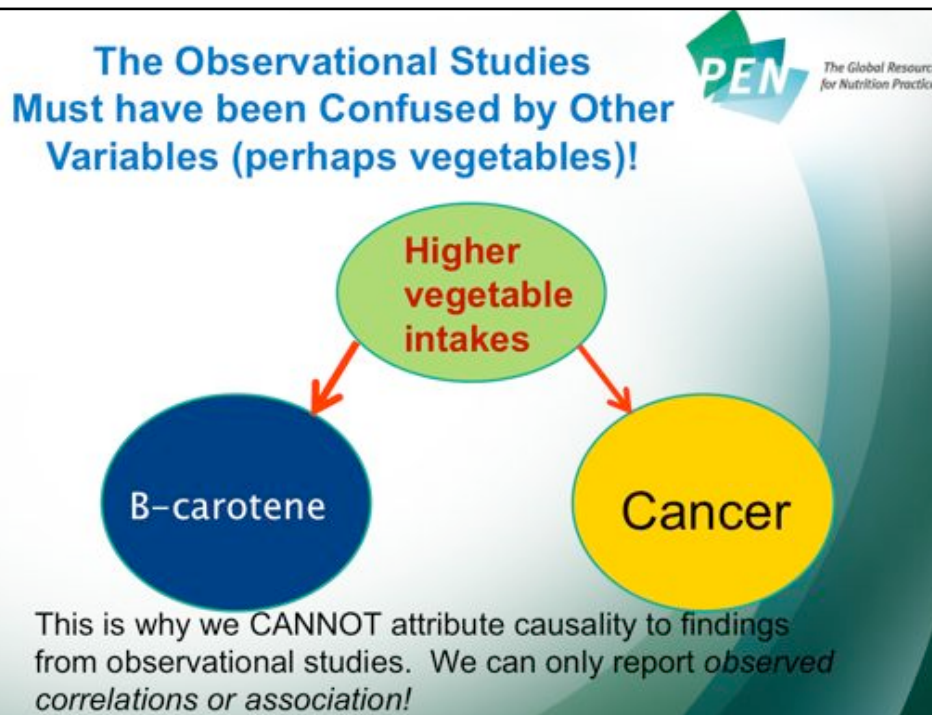 The Observational Studies
Must have been Confused by Other
Variables (perhaps vegetables)!
PEN
The Global Resourc
for Nutrition Practice
Higher
vegetable
intakes
B-carotene
Cancer
This is why we CANNOT attribute causality to findings
from observational studies. We can only report observed
correlations or association!